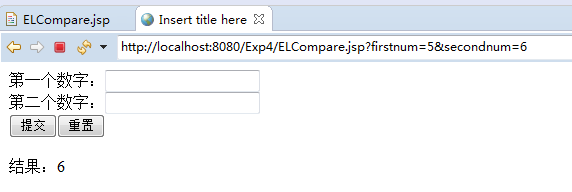 ELCompare.jsp
Insert title here
http://localhost:8080/Exp4/ELCompare.jsp?firstnum=5&secondnum=6
第一个数字：
第二个数字：
提交 重置
结果：6